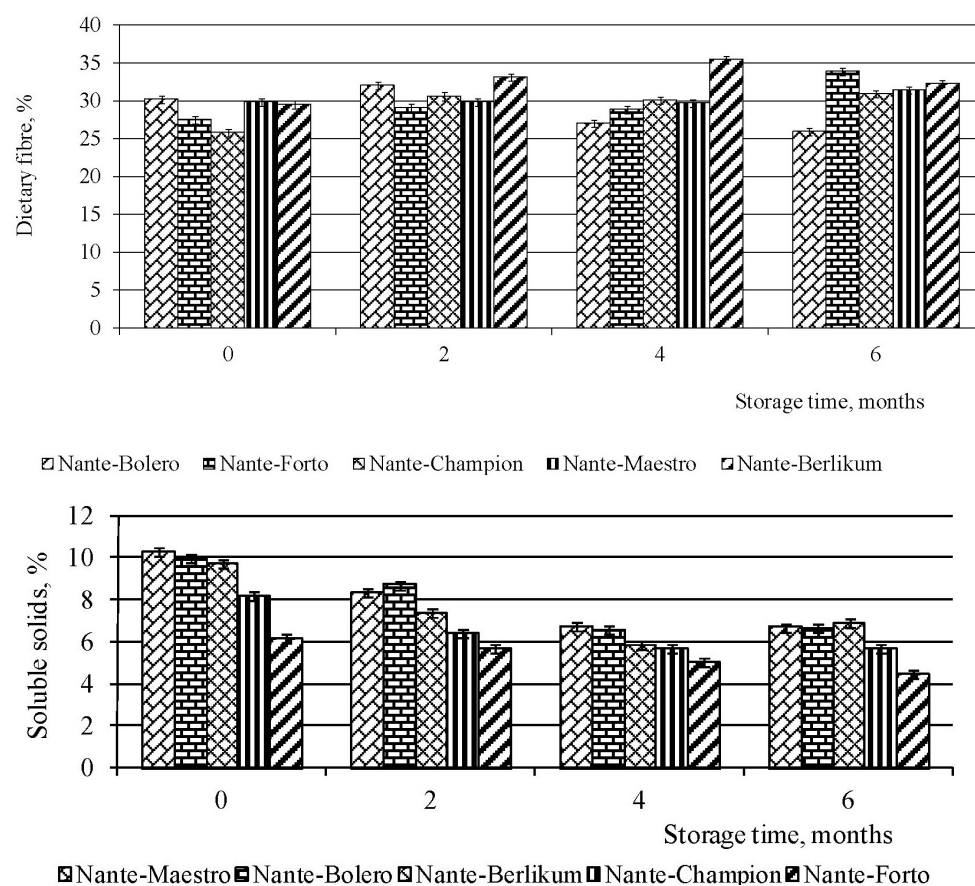 40
35
30
25
20
15
10
5
0
Dietary fibre, %
0 2 4 6
Storage time, months
Nante-Bolero Nante-Forto Nante-Champion Nante-Maestro Nante-Berlikum
12
10
8
6
4
2
0
Soluble solids, %
0 2 4 6
Storage time, months
Nante-Maestro Nante-Bolero Nante-Berlikum Nante-Champion Nante-Forto